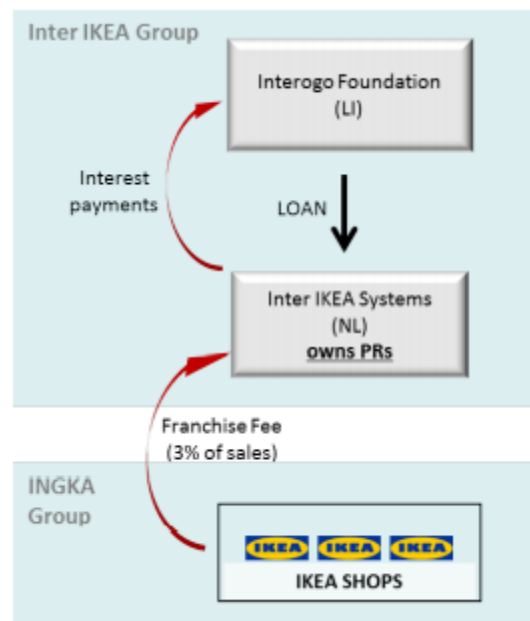 Inter IKEA Group
Interogo Foundation
(LI)
Interest
payments
LOAN
Inter IKEA Systems
(NL)
owns PRs
Franchise Fee
(3% of sales)
INGKA
Group
IKEA IKEA IKEA
IKEA SHOPS